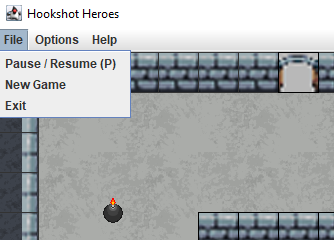 Hookshot Heroes
File Options Help
Pause / Resume (P)
New Game
Exit